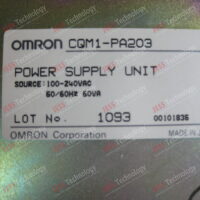 OMRON CQM1-PA203
POWER SUPPLY UNIT
SOURCE:100-240VAC
50/60Hz 60VA
LOT No. 1093 00101836
OMRON Corporation MADE IN